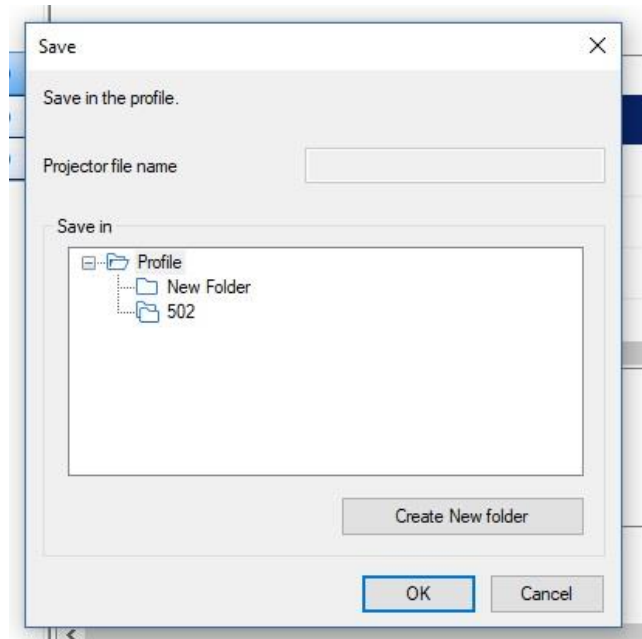 Save
Save in the profile.
Projector file name
Save in
Profile
New Folder
502
Create New folder
OK
Cancel